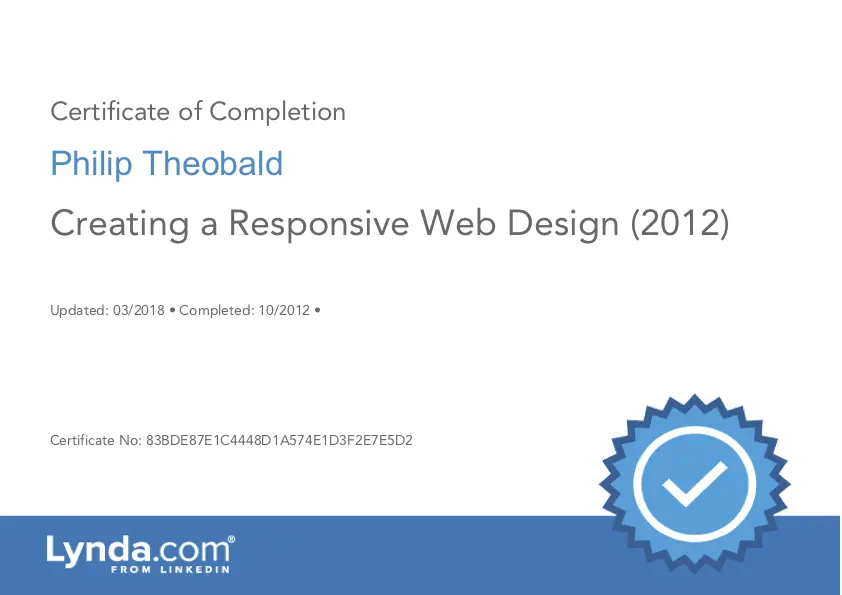 Certificate of Completion
Philip Theobald
Creating a Responsive Web Design (2012)
Updated: 03/2018 • Completed: 10/2012 •
Certificate No: 83BDE87E1C4448D1A574E1D3F2E7E5D2
Lynda.com®
FROM LINKEDIN